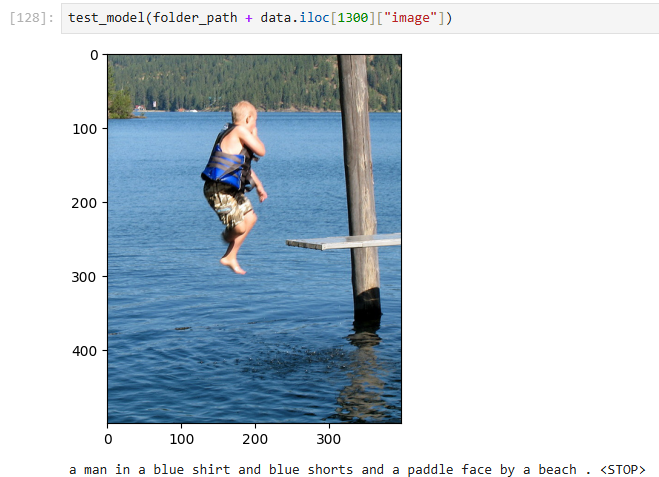 [128]: test_model(folder_path + data.iloc[1300]["image"])
0
100
200
300
400
0 100 200 300
a man in a blue shirt and blue shorts and a paddle face by a beach . <STOP>